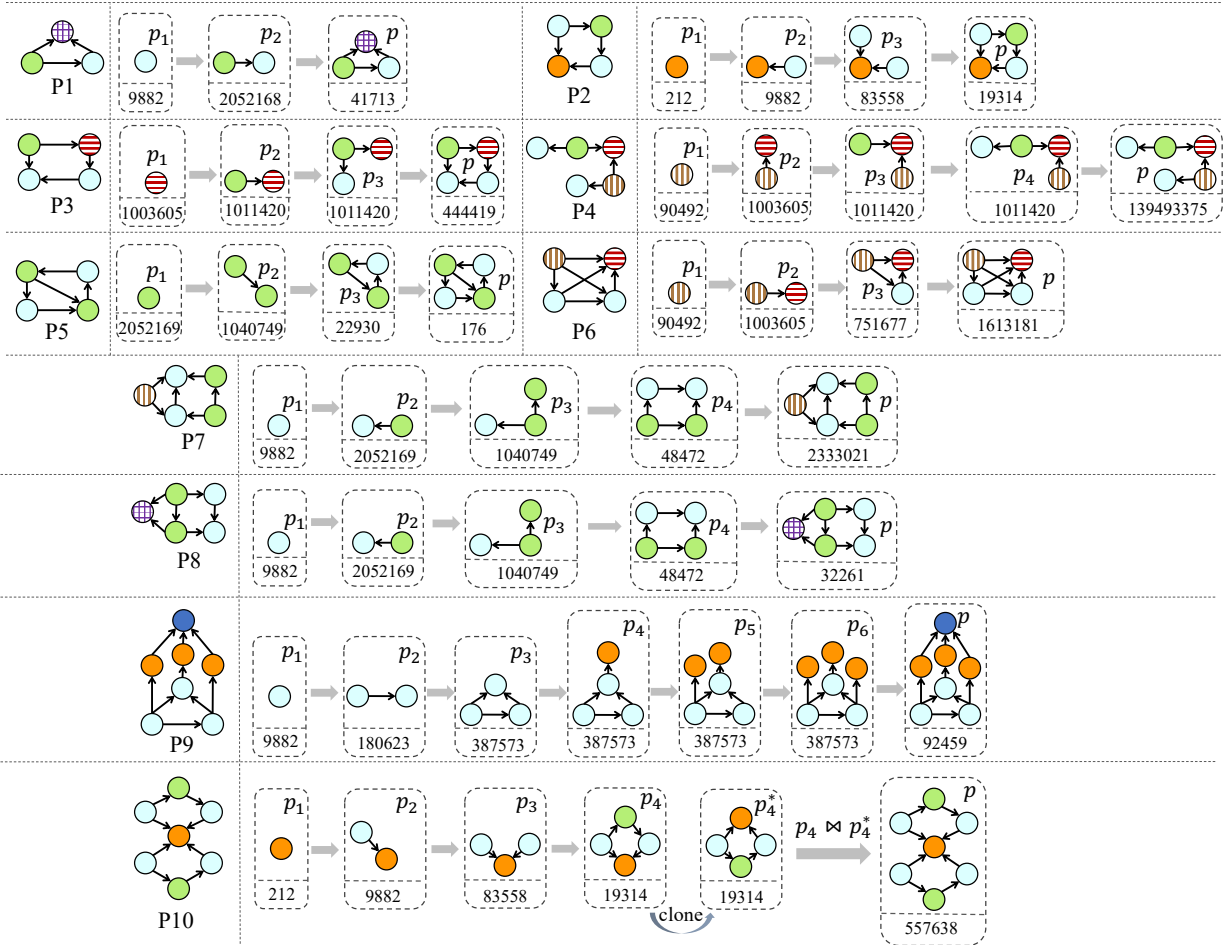 P1
p1 p2 p
9882 2052168 41713
P2
p1 p2 p3 p
212 9882 83558 19314
P3
p1 p2 p3 p
1003605 1011420 1011420 444419
P4
p1 p2 p3 p4 p
90492 1003605 1011420 1011420 139493375
P5
p1 p2 p3 p
2052169 1040749 22930 176
P6
p1 p2 p3 p
90492 1003605 751677 1613181
P7
p1 p2 p3 p4 p
9882 2052169 1040749 48472 2333021
P8
p1 p2 p3 p4 p
9882 2052169 1040749 48472 32261
P9
p1 p2 p3 p4 p5 p6 p
9882 180623 387573 387573 387573 387573 92459
P10
p1 p2 p3 p4 p4* p4 ⋈ p4* p
212 9882 83558 19314 19314 557638
clone